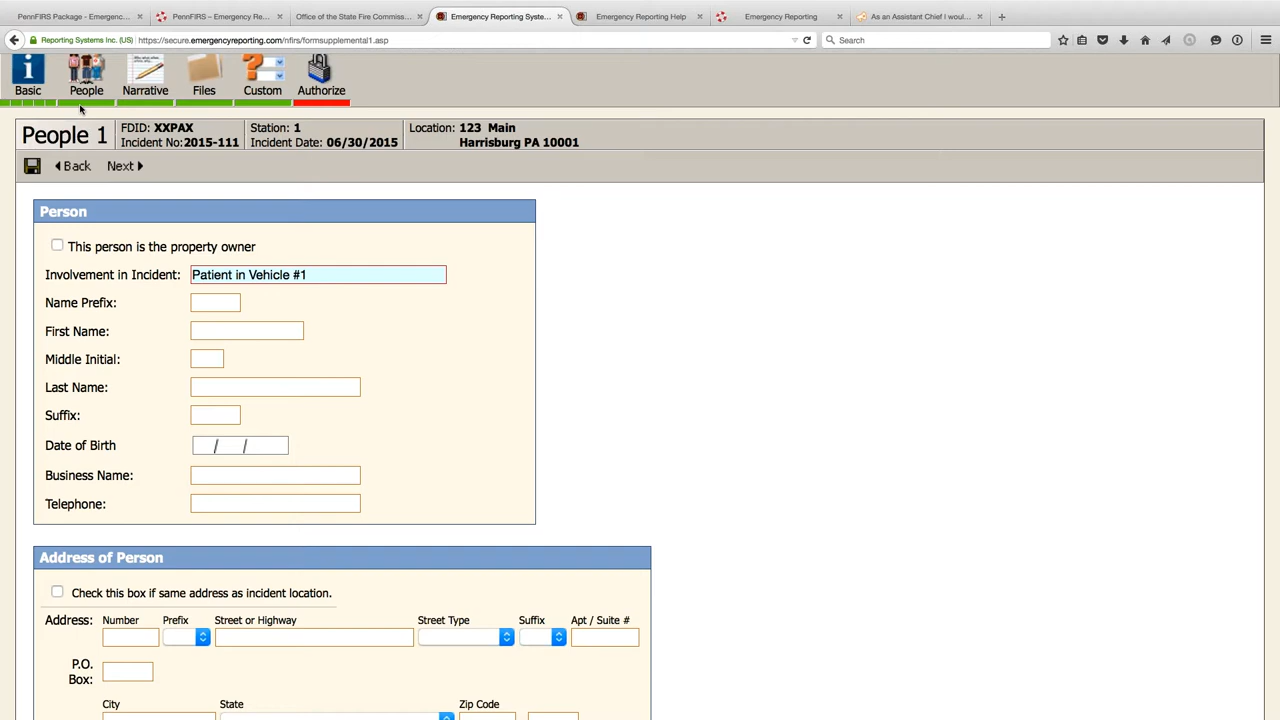 PennFIRS Package - Emergenc... × PennFIRS – Emergency Re... × Office of the State Fire Commiss... × Emergency Reporting Syste... × Emergency Reporting Help × Emergency Reporting × As an Assistant Chief I woul... × +
Reporting Systems Inc. (US) https://secure.emergencyreporting.com/nfirs/formsupplemental1.asp Search
Basic People Narrative Files Custom Authorize
People 1 FDID: XXPAX Station: 1 Location: 123 Main
Incident No:2015-111 Incident Date: 06/30/2015 Harrisburg PA 10001
Back Next
Person
This person is the property owner
Involvement in Incident: Patient in Vehicle #1
Name Prefix:
First Name:
Middle Initial:
Last Name:
Suffix:
Date of Birth / /
Business Name:
Telephone:
Address of Person
Check this box if same address as incident location.
Address: Number Prefix Street or Highway Street Type Suffix Apt / Suite #
P.O.
Box:
City State Zip Code